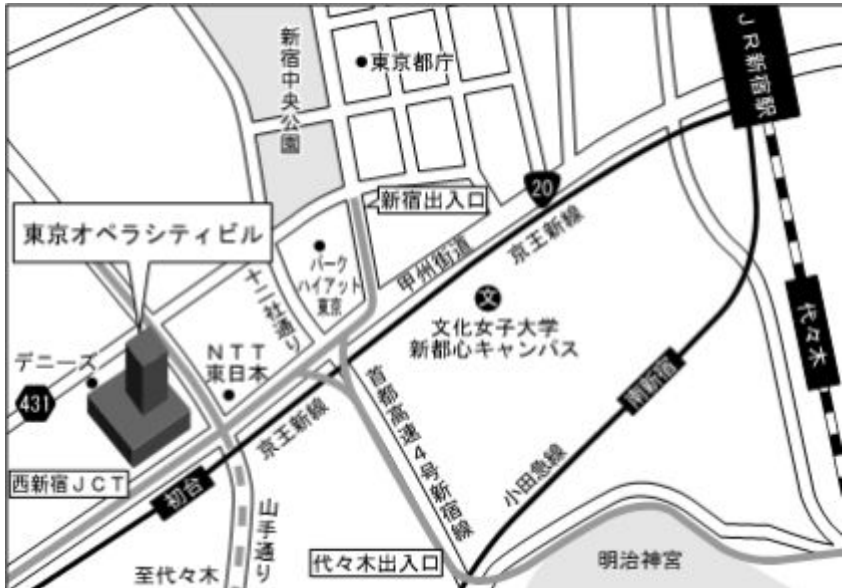 新宿中央公園
東京都庁
JR新宿駅
新宿出入口
20
東京オペラシティビル
パーク
ハイアット
東京
十二社通り
甲州街道
京王新線
文
文化女子大学
新都心キャンパス
代々木
デニーズ
NTT
東日本
431
南新宿
首都高速4号新宿線
京王新線
小田急線
西新宿JCT
初台
山手通り
至代々木
代々木出入口
明治神宮